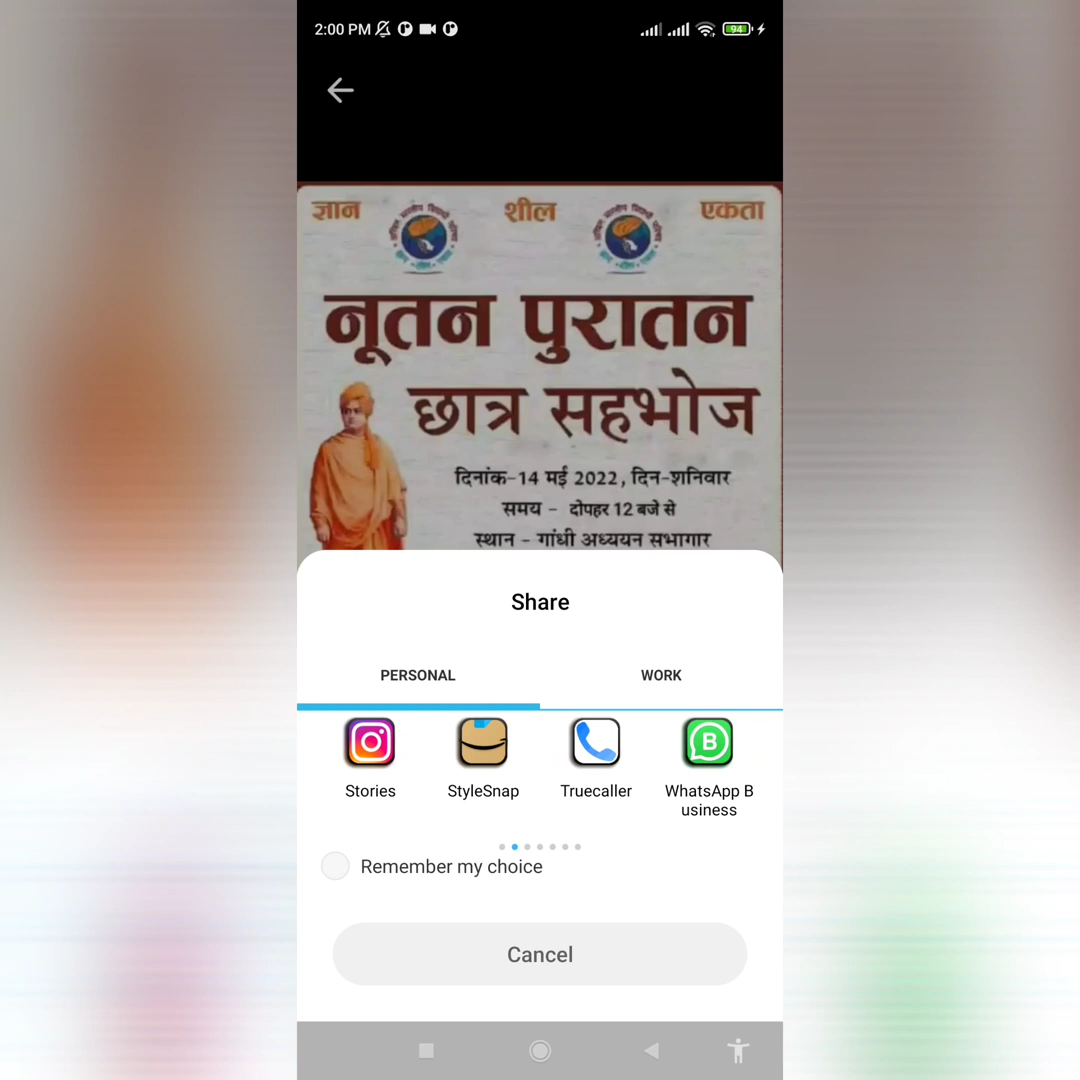 2:00 PM
94
ज्ञान शील एकता
नूतन पुरातन
छात्र सहभोज
दिनांक-14 मई 2022, दिन-शनिवार
समय - दोपहर 12 बजे से
स्थान - गांधी अध्ययन सभागार
Share
PERSONAL WORK
Stories StyleSnap Truecaller WhatsApp B
usiness
Remember my choice
Cancel